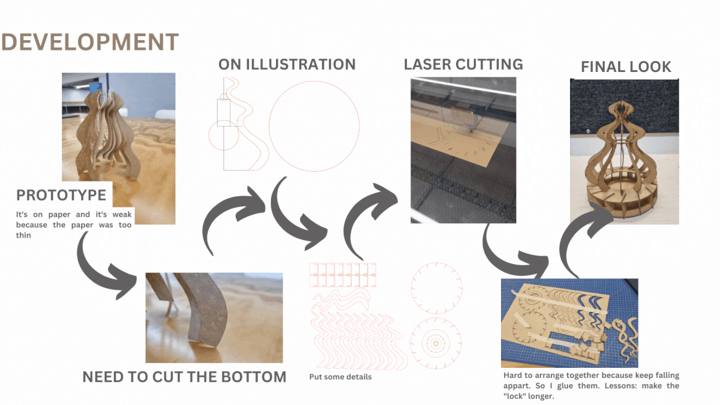 DEVELOPMENT
ON ILLUSTRATION
LASER CUTTING
FINAL LOOK
PROTOTYPE
It's on paper and it's weak
because the paper was too
thin
NEED TO CUT THE BOTTOM
Put some details
Hard to arrange together because keep falling
appart. So I glue them. Lessons: make the
"lock" longer.